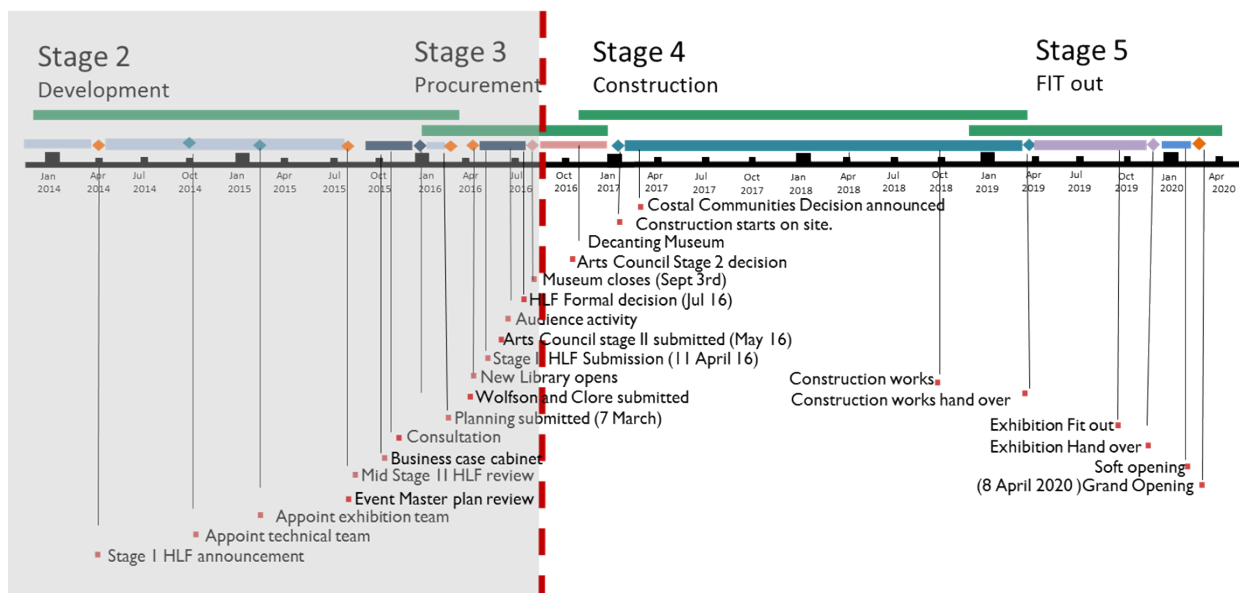 Stage 2
Development
Stage 3
Procurement
Stage 4
Construction
Stage 5
FIT out
Jan 2014
Apr 2014
Jul 2014
Oct 2014
Jan 2015
Apr 2015
Jul 2015
Oct 2015
Jan 2016
Apr 2016
Jul 2016
Oct 2016
Jan 2017
Apr 2017
Jul 2017
Oct 2017
Jan 2018
Apr 2018
Jul 2018
Oct 2018
Jan 2019
Apr 2019
Jul 2019
Oct 2019
Jan 2020
Apr 2020
Costal Communities Decision announced
Construction starts on site.
Decanting Museum
Arts Council Stage 2 decision
Museum closes (Sept 3rd)
HLF Formal decision (Jul 16)
Audience activity
Arts Council stage II submitted (May 16)
Stage I HLF Submission (11 April 16)
New Library opens
Wolfson and Clore submitted
Planning submitted (7 March)
Consultation
Business case cabinet
Mid Stage II HLF review
Event Master plan review
Appoint exhibition team
Appoint technical team
Stage 1 HLF announcement
Construction works
Construction works hand over
Exhibition Fit out
Exhibition Hand over
Soft opening
(8 April 2020 )Grand Opening